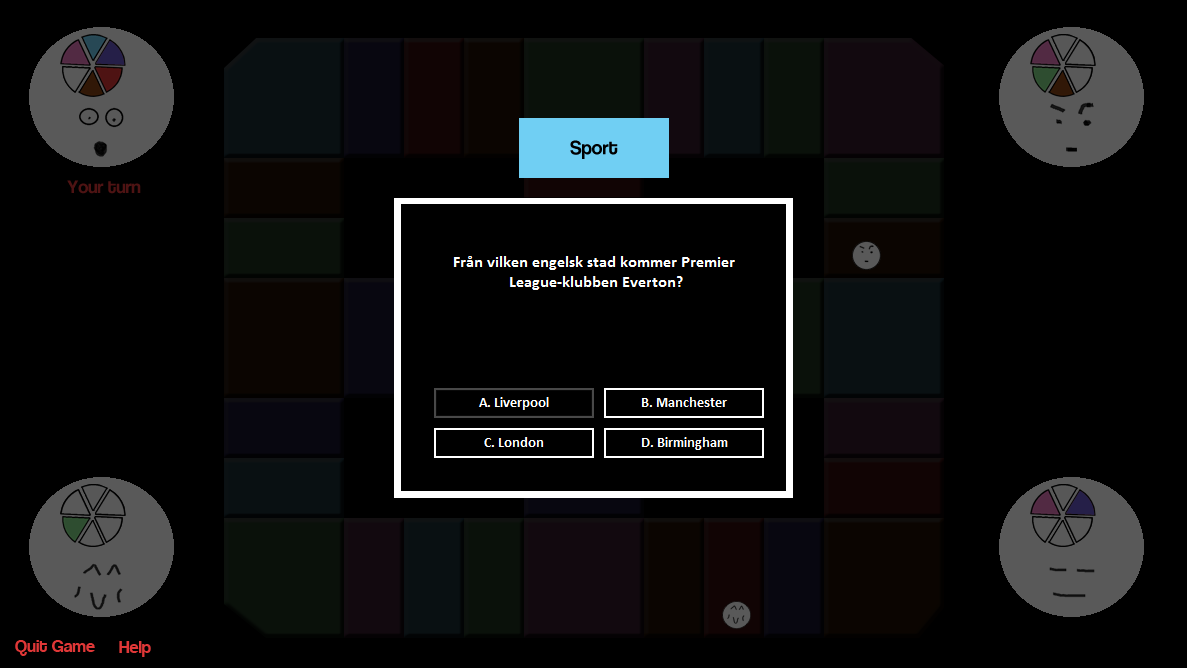 Sport
Your turn
Från vilken engelsk stad kommer Premier
League-klubben Everton?
A. Liverpool
B. Manchester
C. London
D. Birmingham
Quit Game
Help